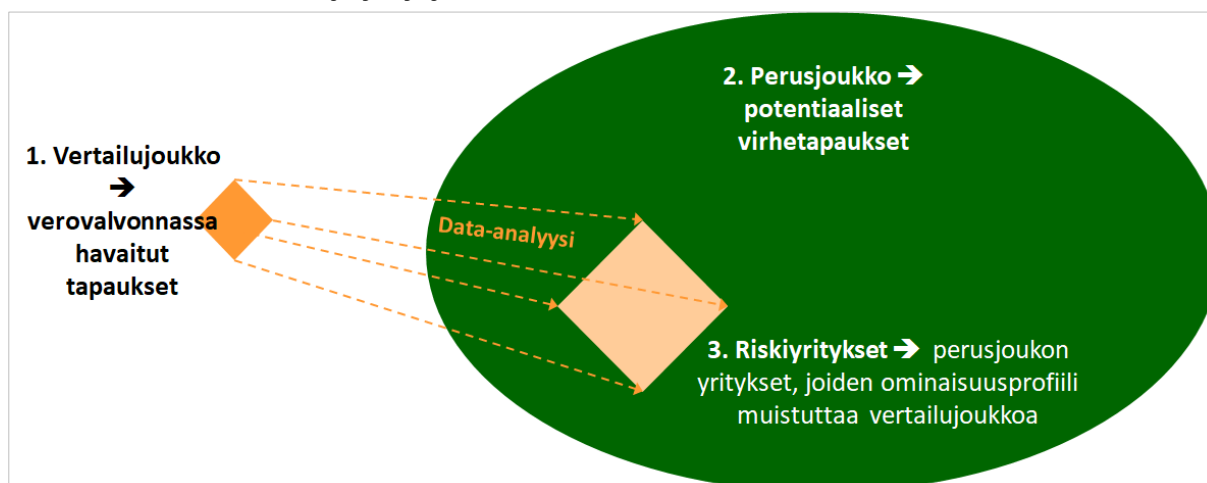 1. Vertailujoukko
➔
verovalvonnassa
havaitut
tapaukset
Data-analyysi
2. Perusjoukko ➔
potentiaaliset
virhetapaukset
3. Riskiyritykset ➔ perusjoukon
yritykset, joiden ominaisuusprofiili
muistuttaa vertailujoukkoa